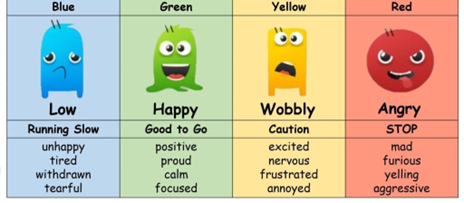 Blue Green Yellow Red
Low Happy Wobbly Angry
Running Slow Good to Go Caution STOP
unhappy positive excited mad
tired proud nervous furious
withdrawn calm frustrated yelling
tearful focused annoyed aggressive